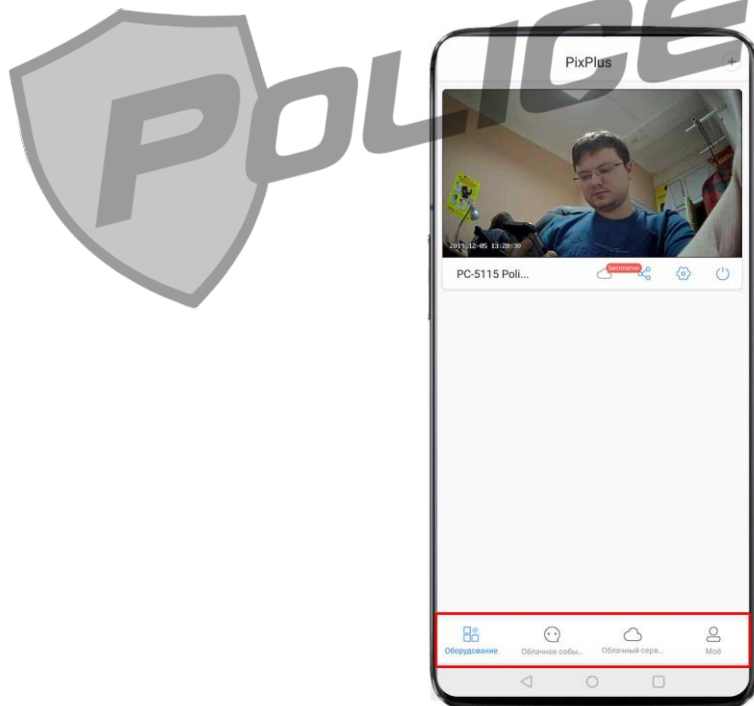 POLICE
PixPlus
2019-12-05 13:20:30
PC-5115 Poli...
Бесплатно
Оборудование
Облачное собы...
Облачный серв...
Моё